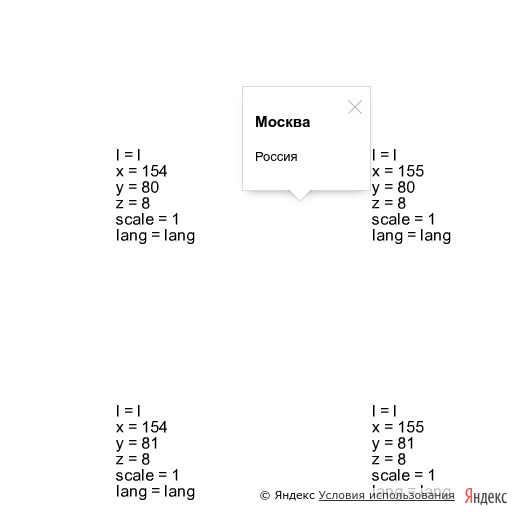 Москва
Россия
l = l
x = 154
y = 80
z = 8
scale = 1
lang = lang
l = l
x = 155
y = 80
z = 8
scale = 1
lang = lang
l = l
x = 154
y = 81
z = 8
scale = 1
lang = lang
l = l
x = 155
y = 81
z = 8
scale = 1
lang = lang
© Яндекс Условия использования Яндекс